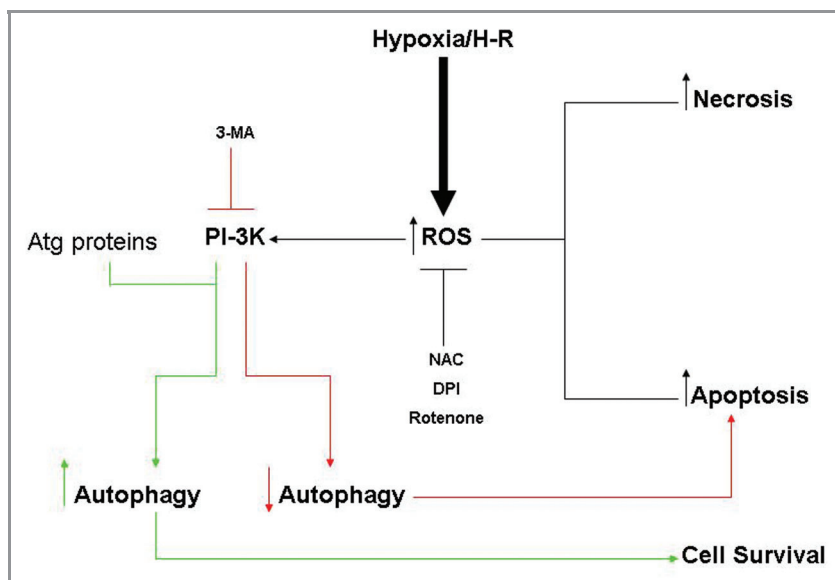 Hypoxia/H-R
Necrosis
3-MA
Atg proteins
PI-3K
ROS
NAC
DPI
Rotenone
Apoptosis
Autophagy
Autophagy
Cell Survival